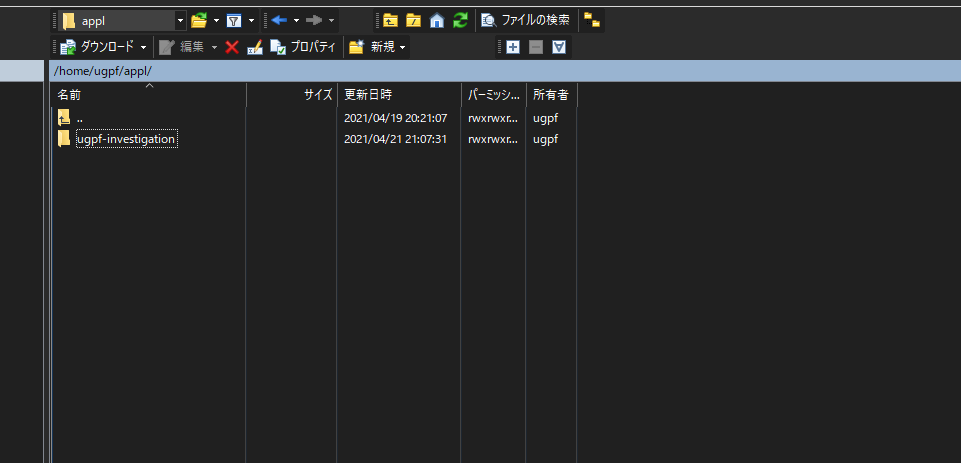 appl ファイルの検索
ダウンロード 編集 プロパティ 新規
/home/ugpf/appl/
名前 サイズ 更新日時 パーミッシ... 所有者
.. 2021/04/19 20:21:07 rwxrwxr... ugpf
ugpf-investigation 2021/04/21 21:07:31 rwxrwxr... ugpf